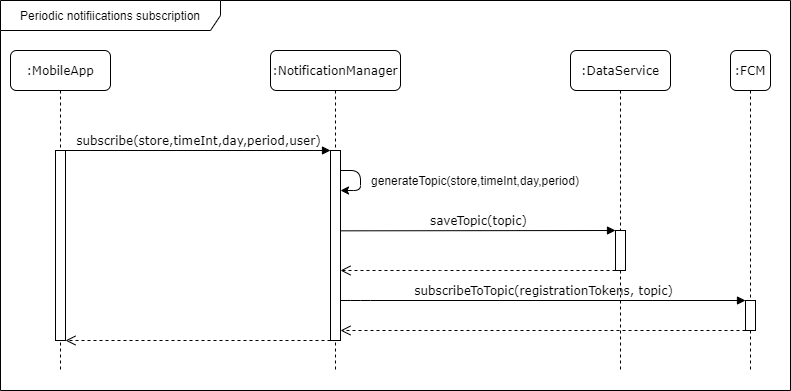 Periodic notifiications subscription
:MobileApp
:NotificationManager
:DataService
:FCM
subscribe(store,timeInt,day,period,user)
generateTopic(store,timeInt,day,period)
saveTopic(topic)
subscribeToTopic(registrationTokens, topic)